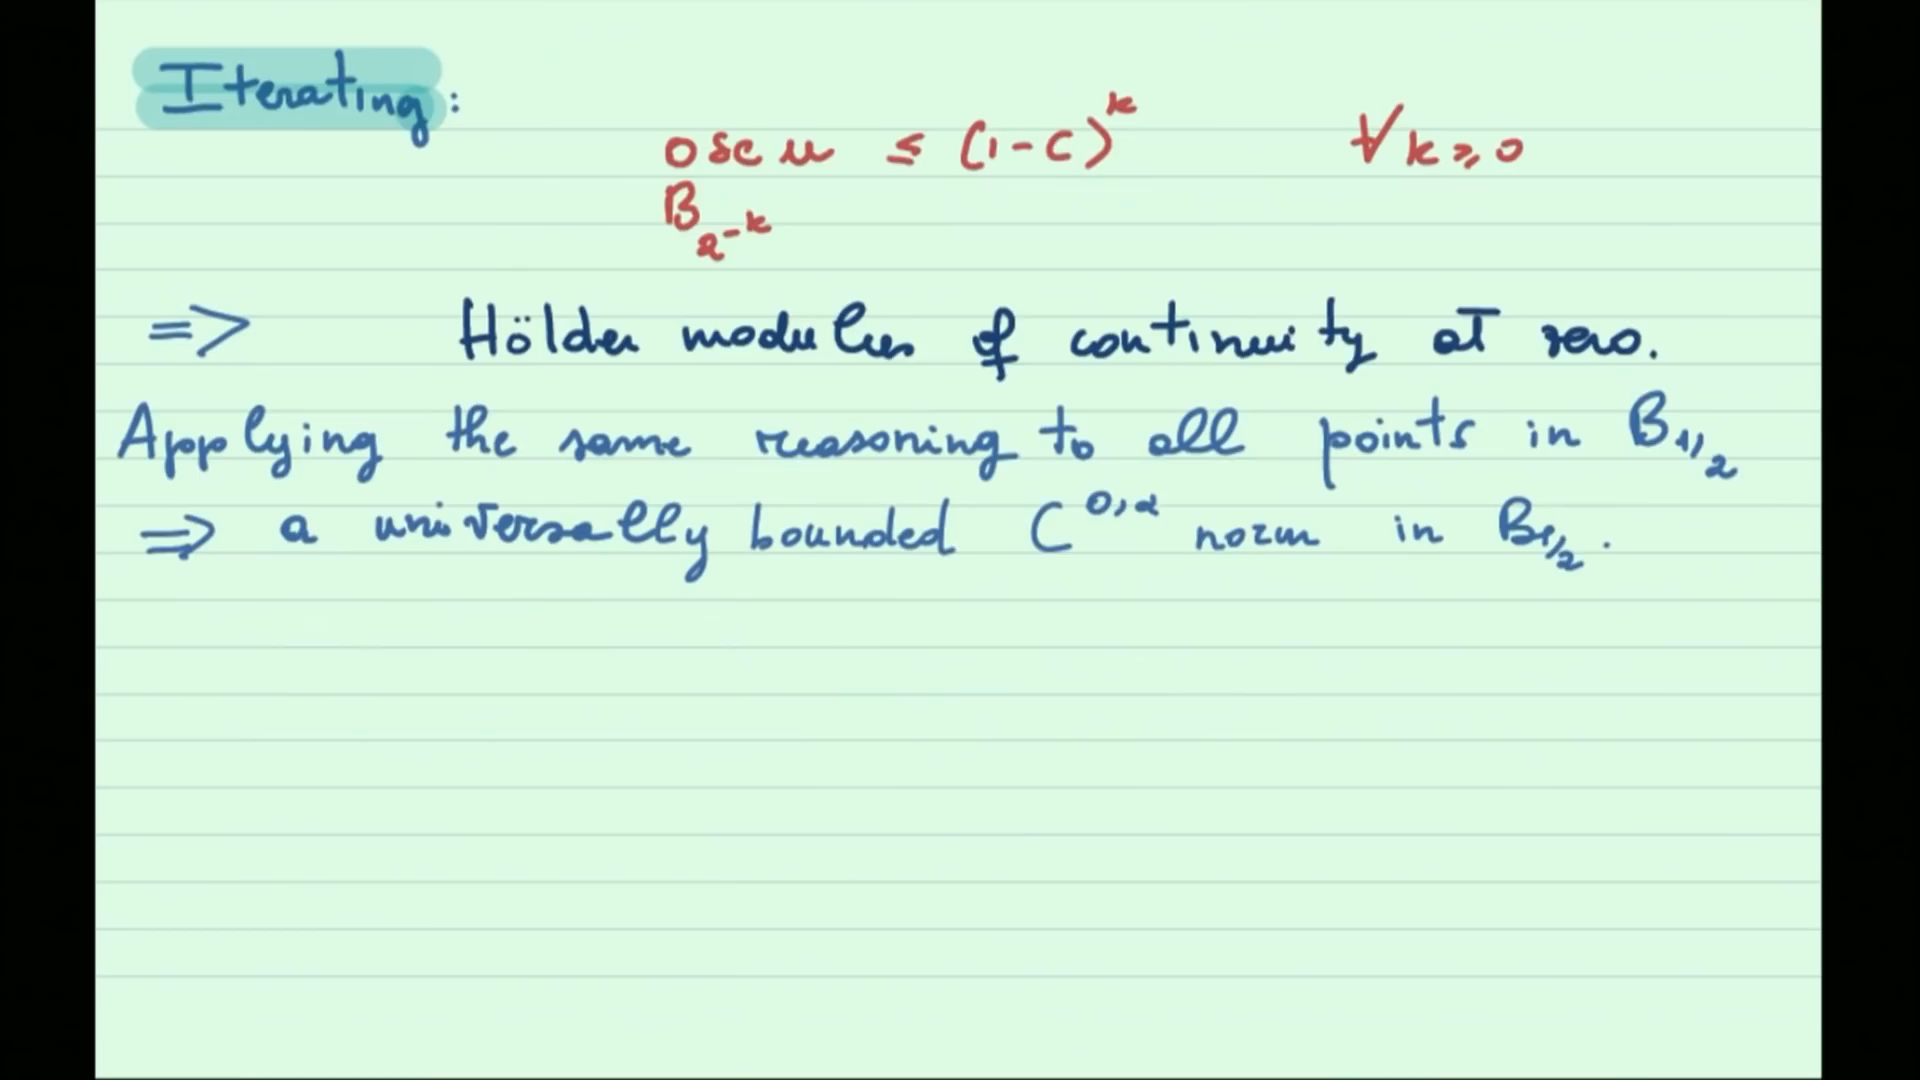 Iterating:
osc u ≤ (1-c)^k ∀k≥0
B_{2^{-k}}
=> Hölder modulus of continuity at zero.
Applying the same reasoning to all points in B_{1/2}
=> a universally bounded C^{0,α} norm in B_{1/2}.